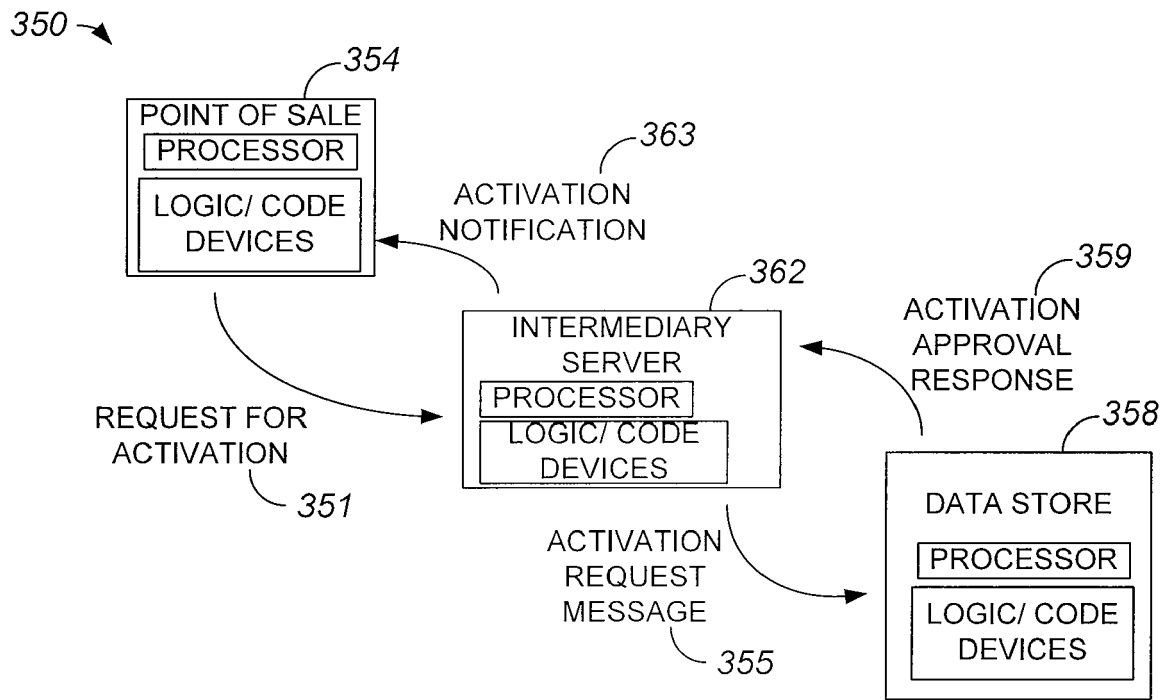 350
354
POINT OF SALE
PROCESSOR
LOGIC/ CODE
DEVICES
363
ACTIVATION
NOTIFICATION
362
INTERMEDIARY
SERVER
PROCESSOR
LOGIC/ CODE
DEVICES
359
ACTIVATION
APPROVAL
RESPONSE
REQUEST FOR
ACTIVATION
351
358
DATA STORE
PROCESSOR
LOGIC/ CODE
DEVICES
ACTIVATION
REQUEST
MESSAGE
355